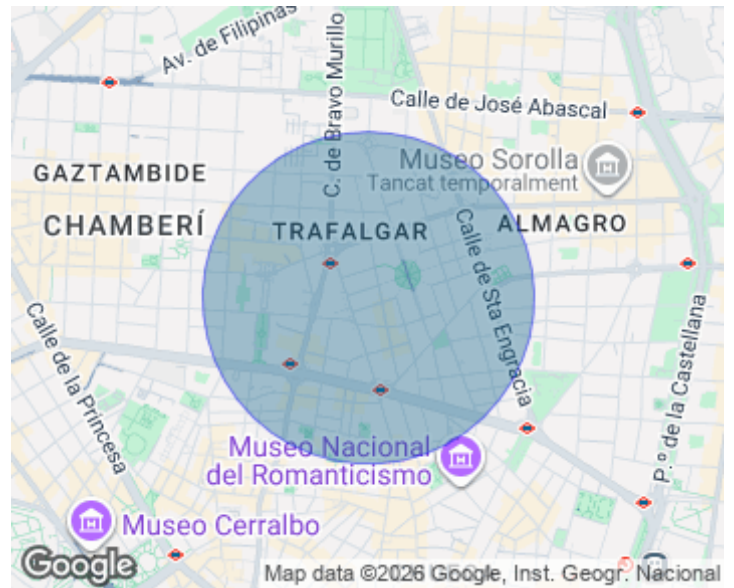 Av. de Filipinas
C. de Bravo Murillo
Calle de José Abascal
GAZTAMBIDE
Museo Sorolla
Tancat temporalment
CHAMBERÍ
TRAFALGAR
ALMAGRO
Calle de Sta Engracia
Calle de la Princesa
P.º de la Castellana
Museo Nacional
del Romanticismo
Museo Cerralbo
Google
Map data ©2026 Google, Inst. Geogr. Nacional